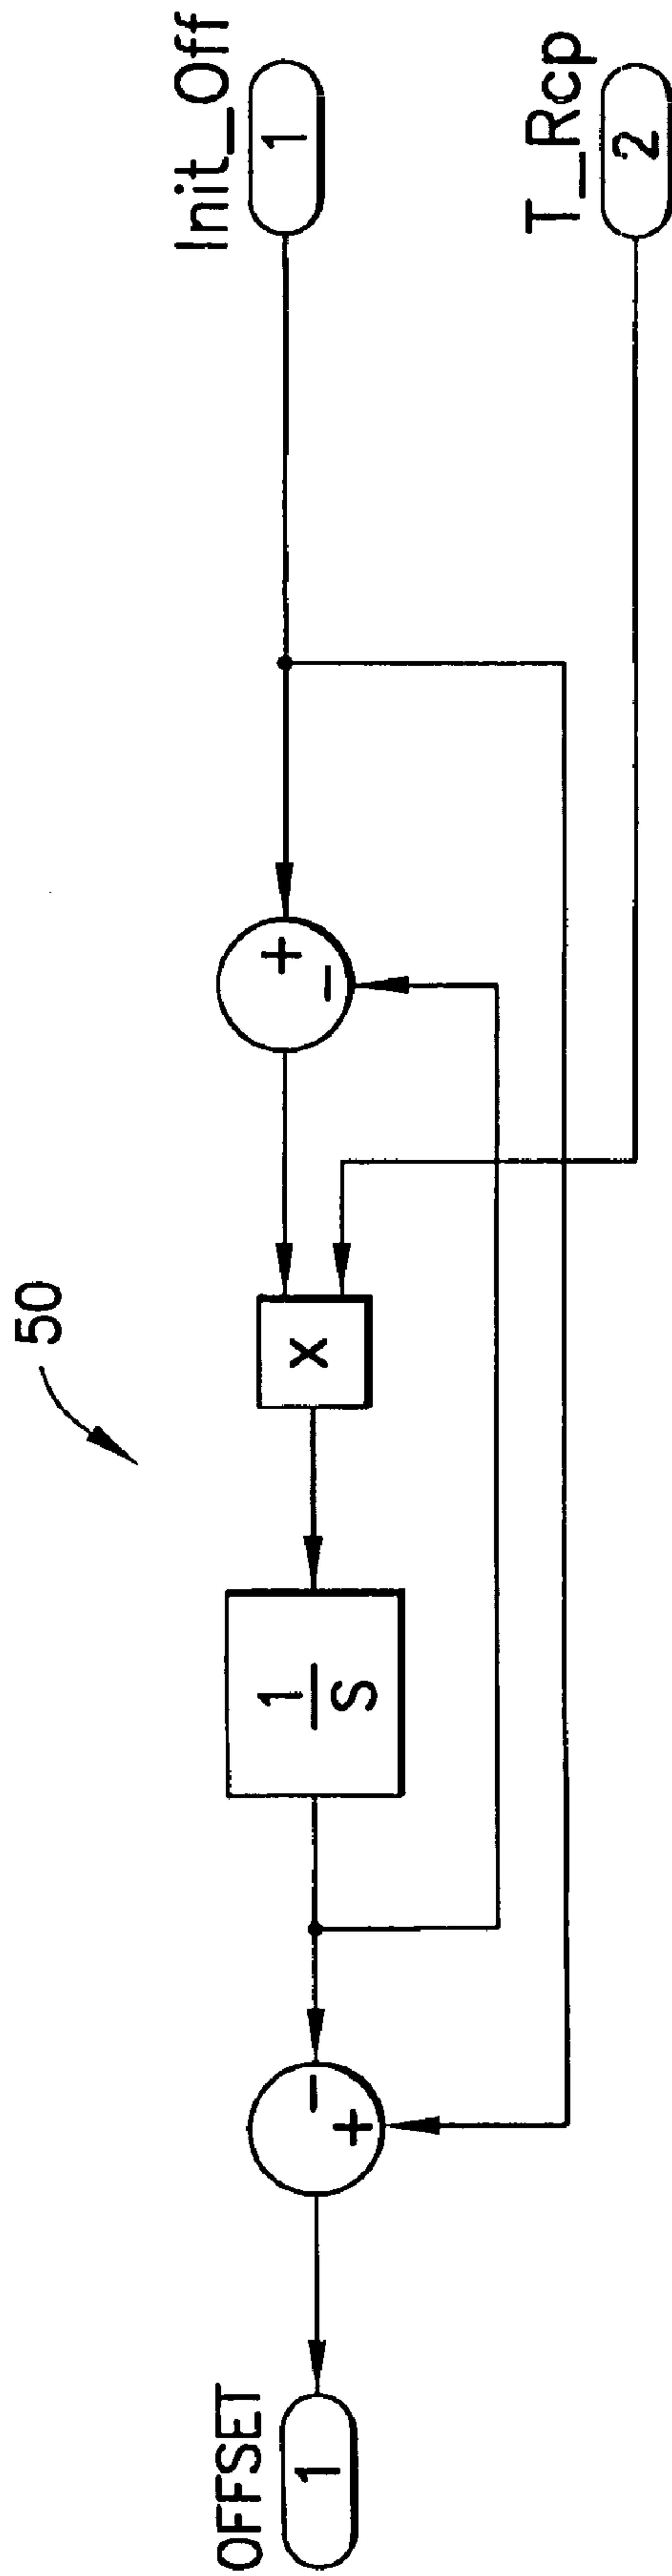 50
Init_Off
1
+
-
x
1
S
-
+
OFFSET
1
T_Rcp
2